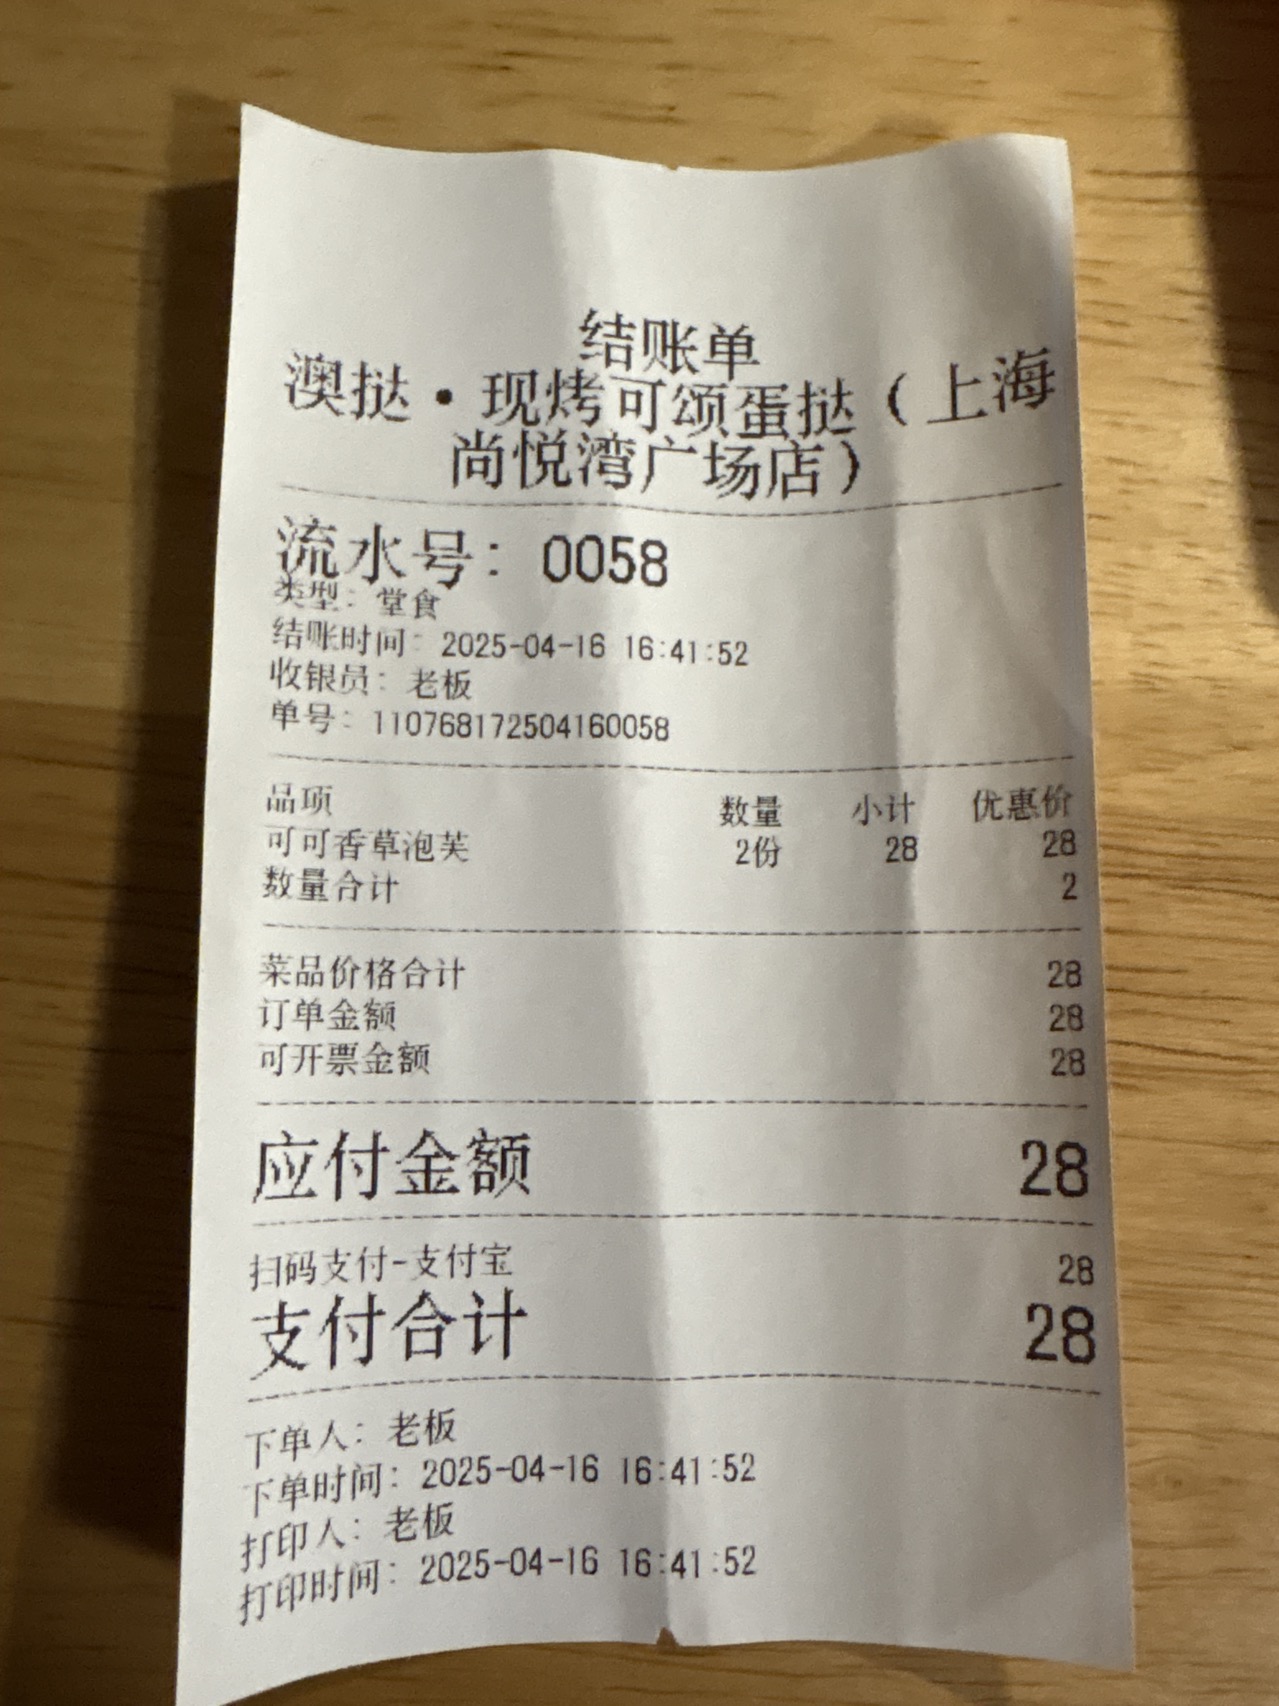 结账单
澳挞·现烤可颂蛋挞（上海
尚悦湾广场店）
流水号：0058
类型：堂食
结账时间：2025-04-16 16:41:52
收银员：老板
单号：110768172504160058
品项 数量 小计 优惠价
可可香草泡芙 2份 28 28
数量合计 2
菜品价格合计 28
订单金额 28
可开票金额 28
应付金额 28
扫码支付-支付宝 28
支付合计 28
下单人：老板
下单时间：2025-04-16 16:41:52
打印人：老板
打印时间：2025-04-16 16:41:52